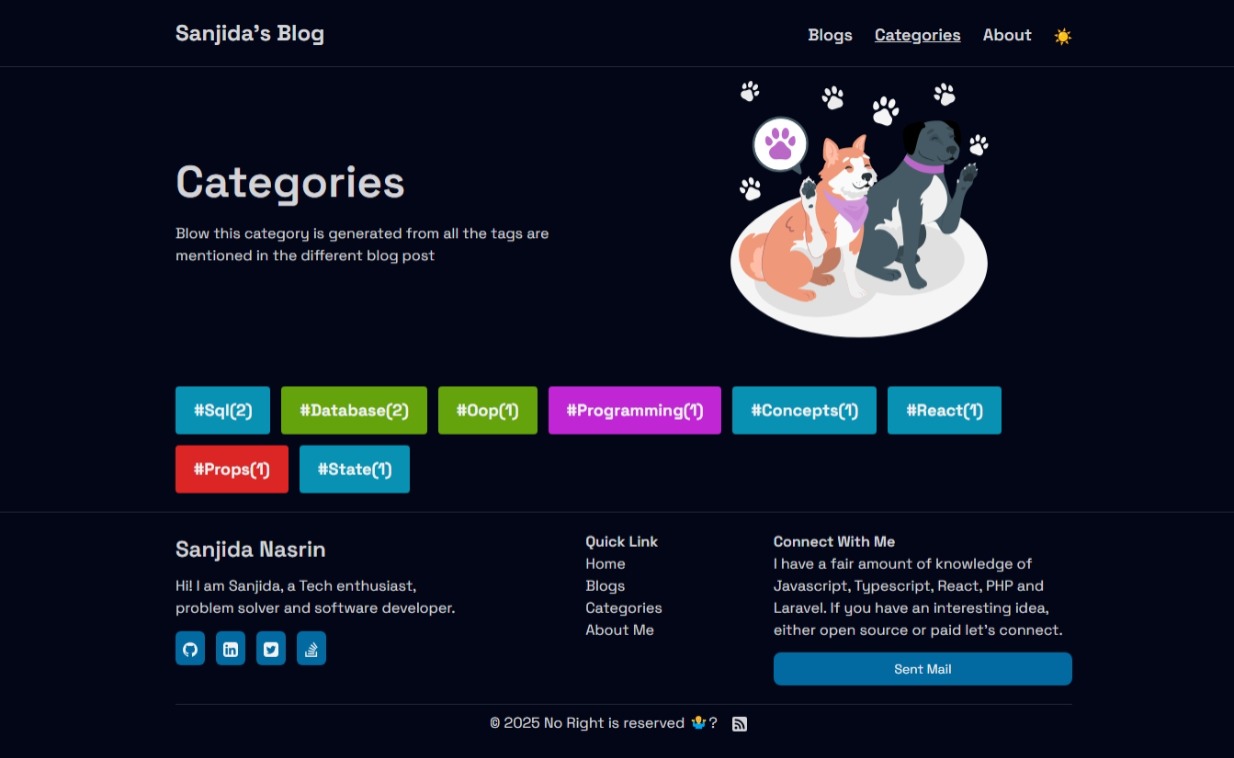 Sanjida's Blog
Blogs Categories About ☀️
Categories
Blow this category is generated from all the tags are
mentioned in the different blog post
#Sql(2) #Database(2) #Oop(1) #Programming(1) #Concepts(1) #React(1)
#Props(1) #State(1)
Sanjida Nasrin
Hi! I am Sanjida, a Tech enthusiast,
problem solver and software developer.
Quick Link
Home
Blogs
Categories
About Me
Connect With Me
I have a fair amount of knowledge of
Javascript, Typescript, React, PHP and
Laravel. If you have an interesting idea,
either open source or paid let's connect.
Sent Mail
© 2025 No Right is reserved 🤷‍♂️?